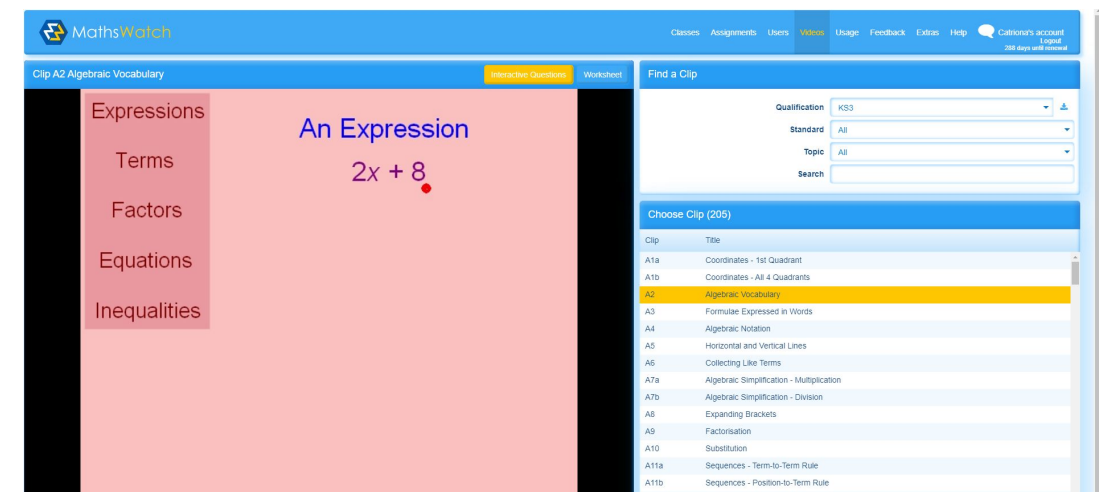 MathsWatch
Classes Assignments Users Videos Usage Feedback Extras Help Catriona's account
Logout
288 days until renewal
Clip A2 Algebraic Vocabulary Interactive Questions Worksheet
Expressions
Terms
Factors
Equations
Inequalities
An Expression
2x + 8
Find a Clip
Qualification KS3
Standard All
Topic All
Search
Choose Clip (205)
Clip Title
A1a Coordinates - 1st Quadrant
A1b Coordinates - All 4 Quadrants
A2 Algebraic Vocabulary
A3 Formulae Expressed in Words
A4 Algebraic Notation
A5 Horizontal and Vertical Lines
A6 Collecting Like Terms
A7a Algebraic Simplification - Multiplication
A7b Algebraic Simplification - Division
A8 Expanding Brackets
A9 Factorisation
A10 Substitution
A11a Sequences - Term-to-Term Rule
A11b Sequences - Position-to-Term Rule